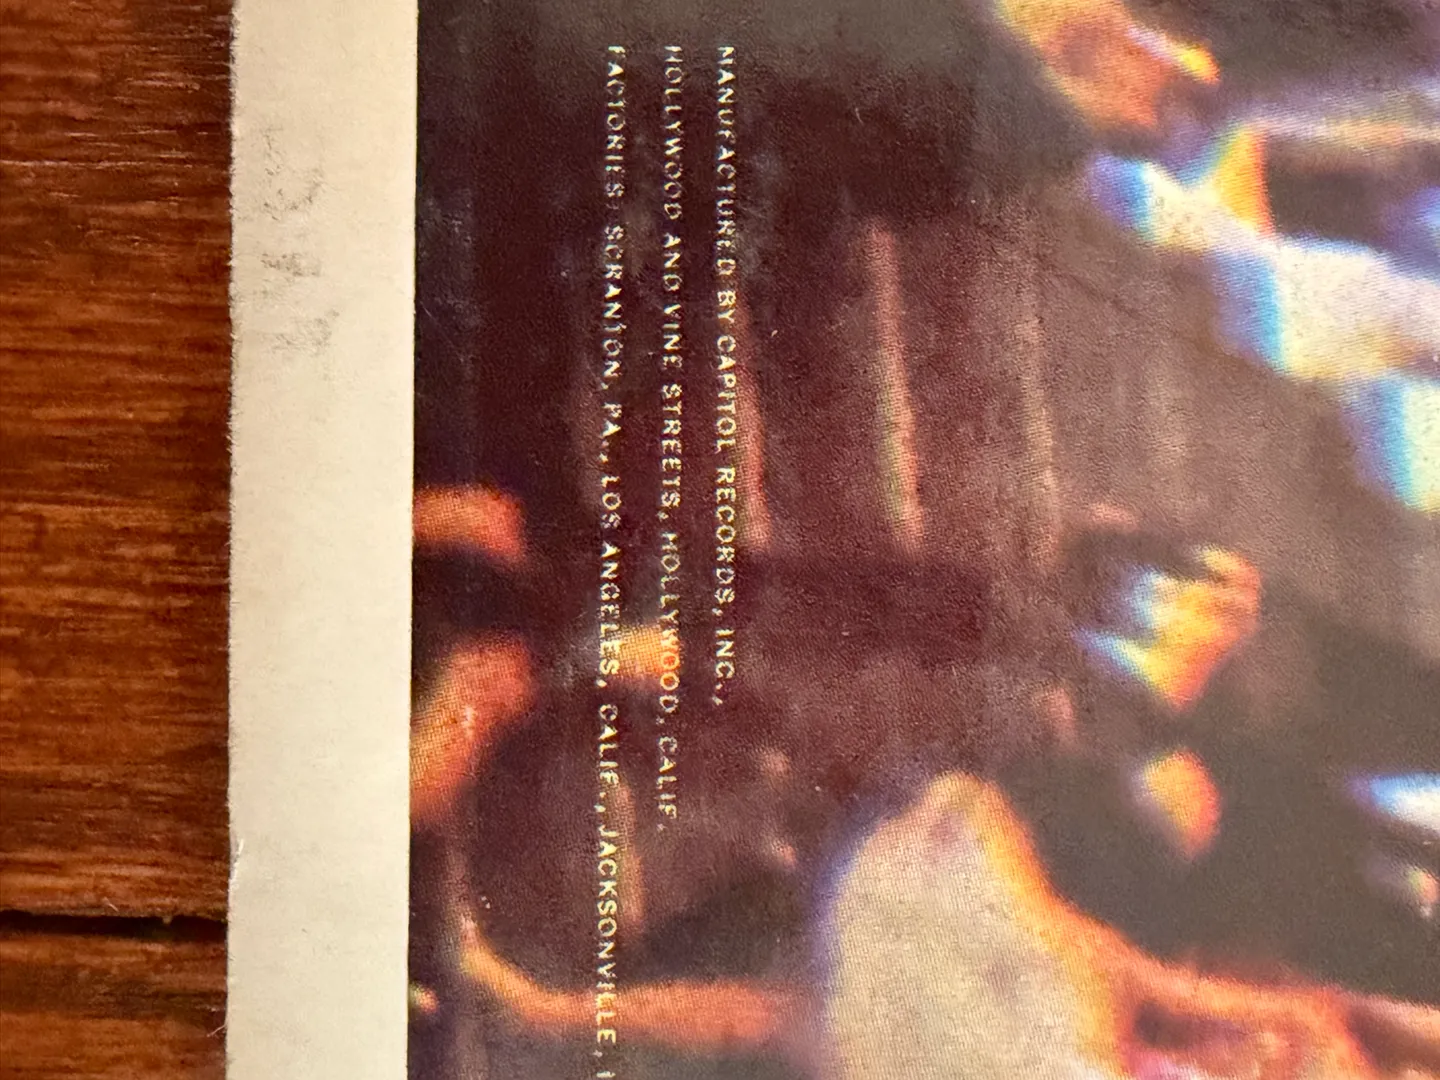 MANUFACTURED BY CAPITOL RECORDS, INC.,
HOLLYWOOD AND VINE STREETS, HOLLYWOOD, CALIF.
FACTORIES: SCRANTON, PA., LOS ANGELES, CALIF., JACKSONVILLE,